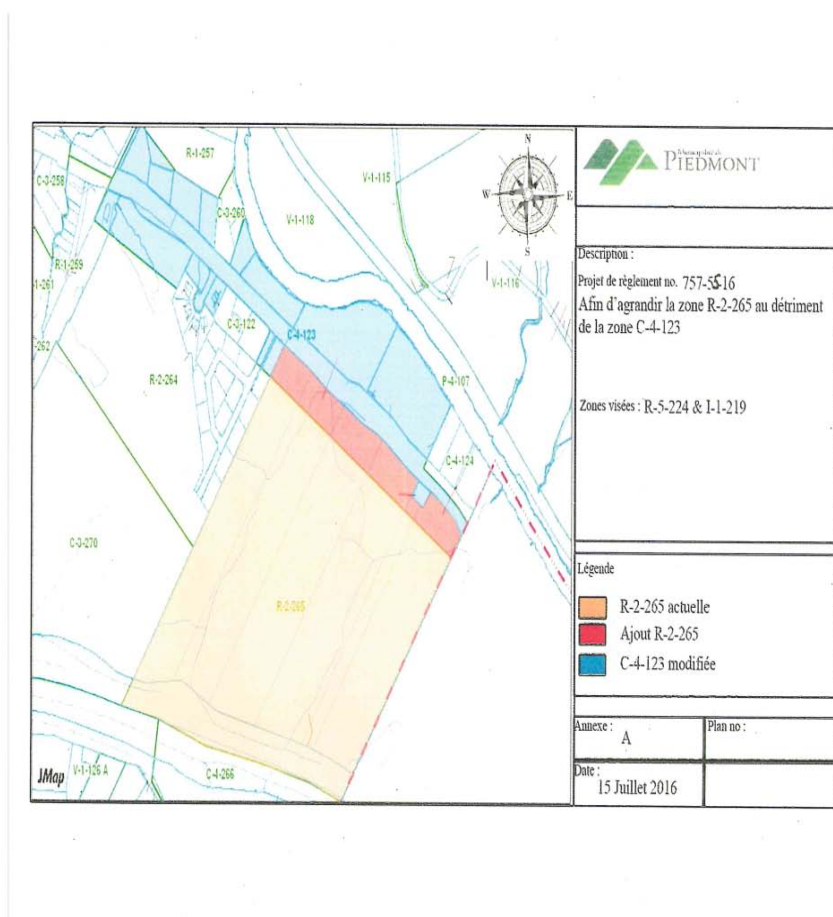 R-1-257
C-3-258
V-1-115
C-3-260
V-1-118
R-1-259
-1-261
V-1-116
-262
C-3-122
C-4-123
R-2-264
P-4-107
C-4-124
C-3-270
R-2-265
V-1-126 A
C-4-266
JMap
N
W
E
S
Municipalité de
PIEDMONT
Description :
Projet de règlement no. 757-55-16
Afin d'agrandir la zone R-2-265 au détriment
de la zone C-4-123
Zones visées : R-5-224 & I-1-219
Légende
R-2-265 actuelle
Ajout R-2-265
C-4-123 modifiée
Annexe :
A
Plan no :
Date :
15 Juillet 2016